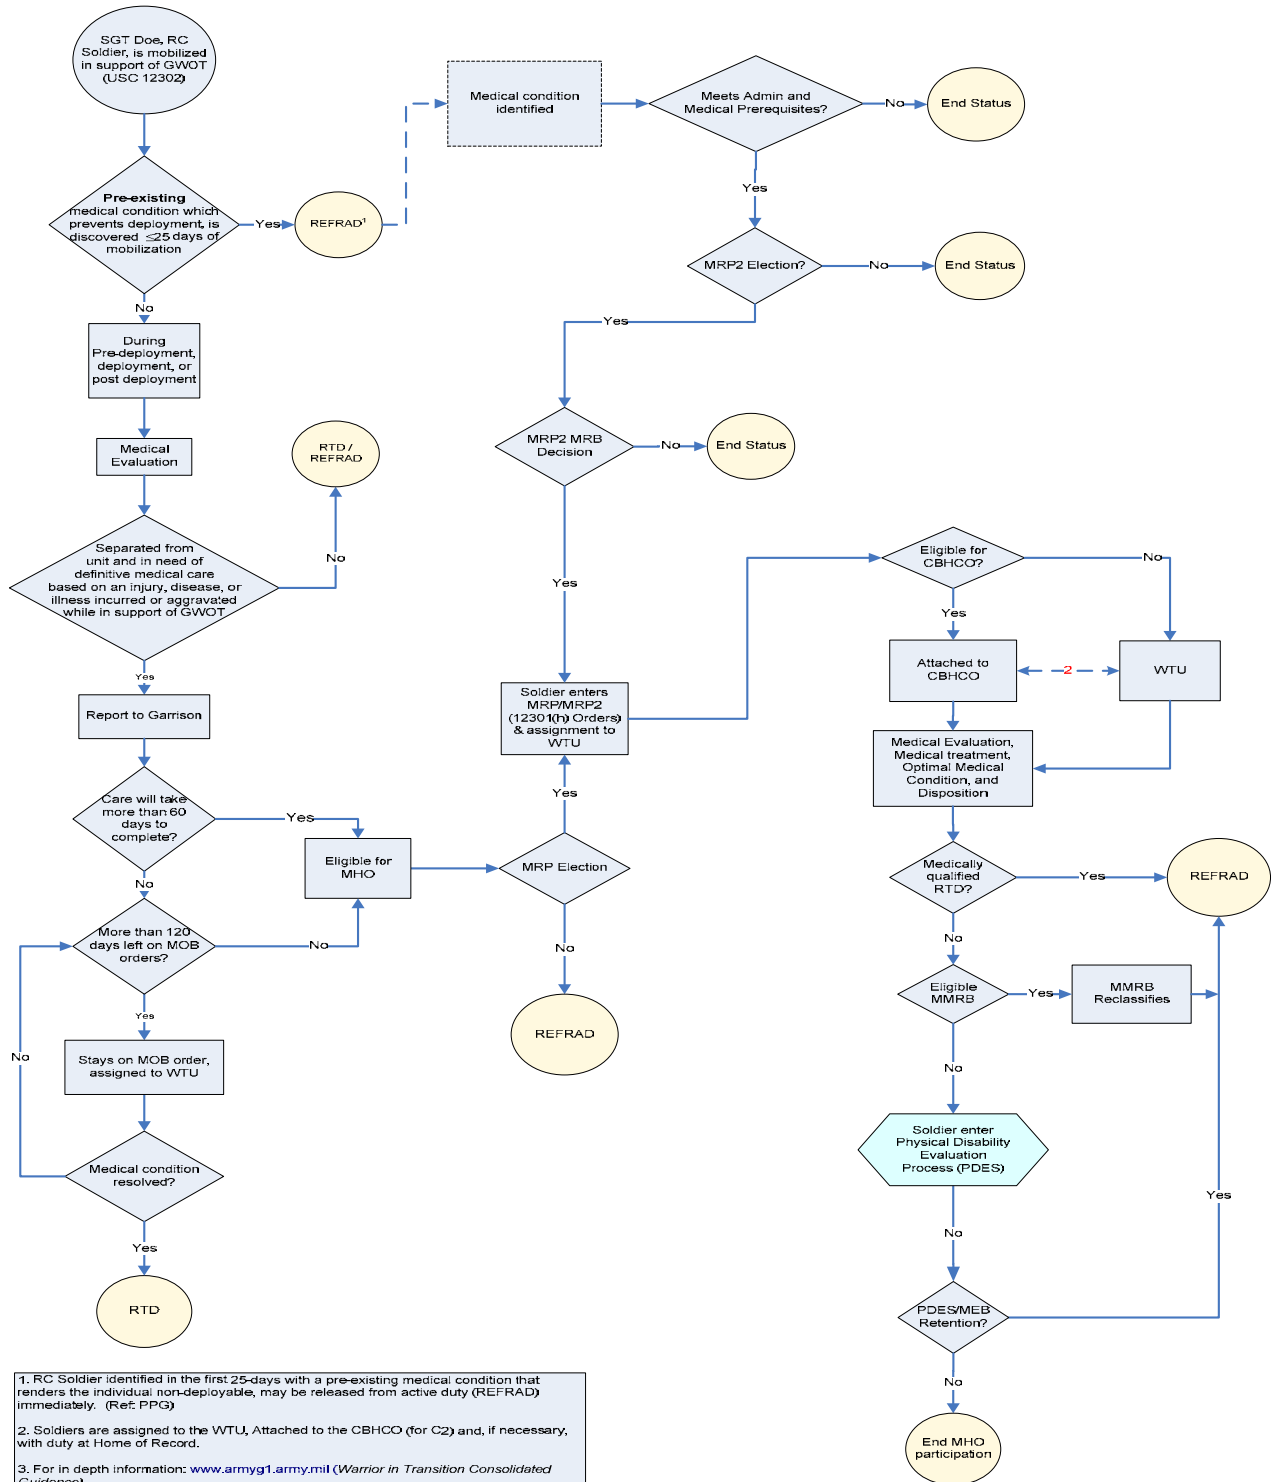 SGT Doe, RC
Soldier, is mobilized
in support of GWOT
(USC 12302)
Pre-existing
medical condition which
prevents deployment, is
discovered ≤25 days of
mobilization
Yes
REFRAD¹
No
During
Pre-deployment,
deployment, or
post deployment
Medical
Evaluation
Separated from
unit and in need of
definitive medical care
based on an injury, disease, or
illness incurred or aggravated
while in support of GWOT
No
RTD /
REFRAD
Yes
Report to Garrison
Care will take
more than 60
days to
complete?
Yes
Eligible for
MHO
No
More than 120
days left on MOB
orders?
No
Yes
Stays on MOB order,
assigned to WTU
Medical condition
resolved?
No
Yes
RTD
Medical condition
identified
Meets Admin and
Medical Prerequisites?
No
End Status
Yes
MRP2 Election?
No
End Status
Yes
MRP2 MRB
Decision
No
End Status
Yes
Soldier enters
MRP/MRP2
(12301(h) Orders)
& assignment to
WTU
Yes
MRP Election
No
REFRAD
Eligible for
CBHCO?
No
Yes
Attached to
CBHCO
2
WTU
Medical Evaluation,
Medical treatment,
Optimal Medical
Condition, and
Disposition
Medically
qualified
RTD?
Yes
REFRAD
No
Eligible
MMRB
Yes
MMRB
Reclassifies
No
Soldier enter
Physical Disability
Evaluation
Process (PDES)
Yes
No
PDES/MEB
Retention?
No
End MHO
participation
1. RC Soldier identified in the first 25-days with a pre-existing medical condition that
renders the individual non-deployable, may be released from active duty (REFRAD)
immediately. (Ref: PPG)
2. Soldiers are assigned to the WTU, Attached to the CBHCO (for C2) and, if necessary,
with duty at Home of Record.
3. For in depth information: www.armyg1.army.mil (Warrior in Transition Consolidated
Guidance)